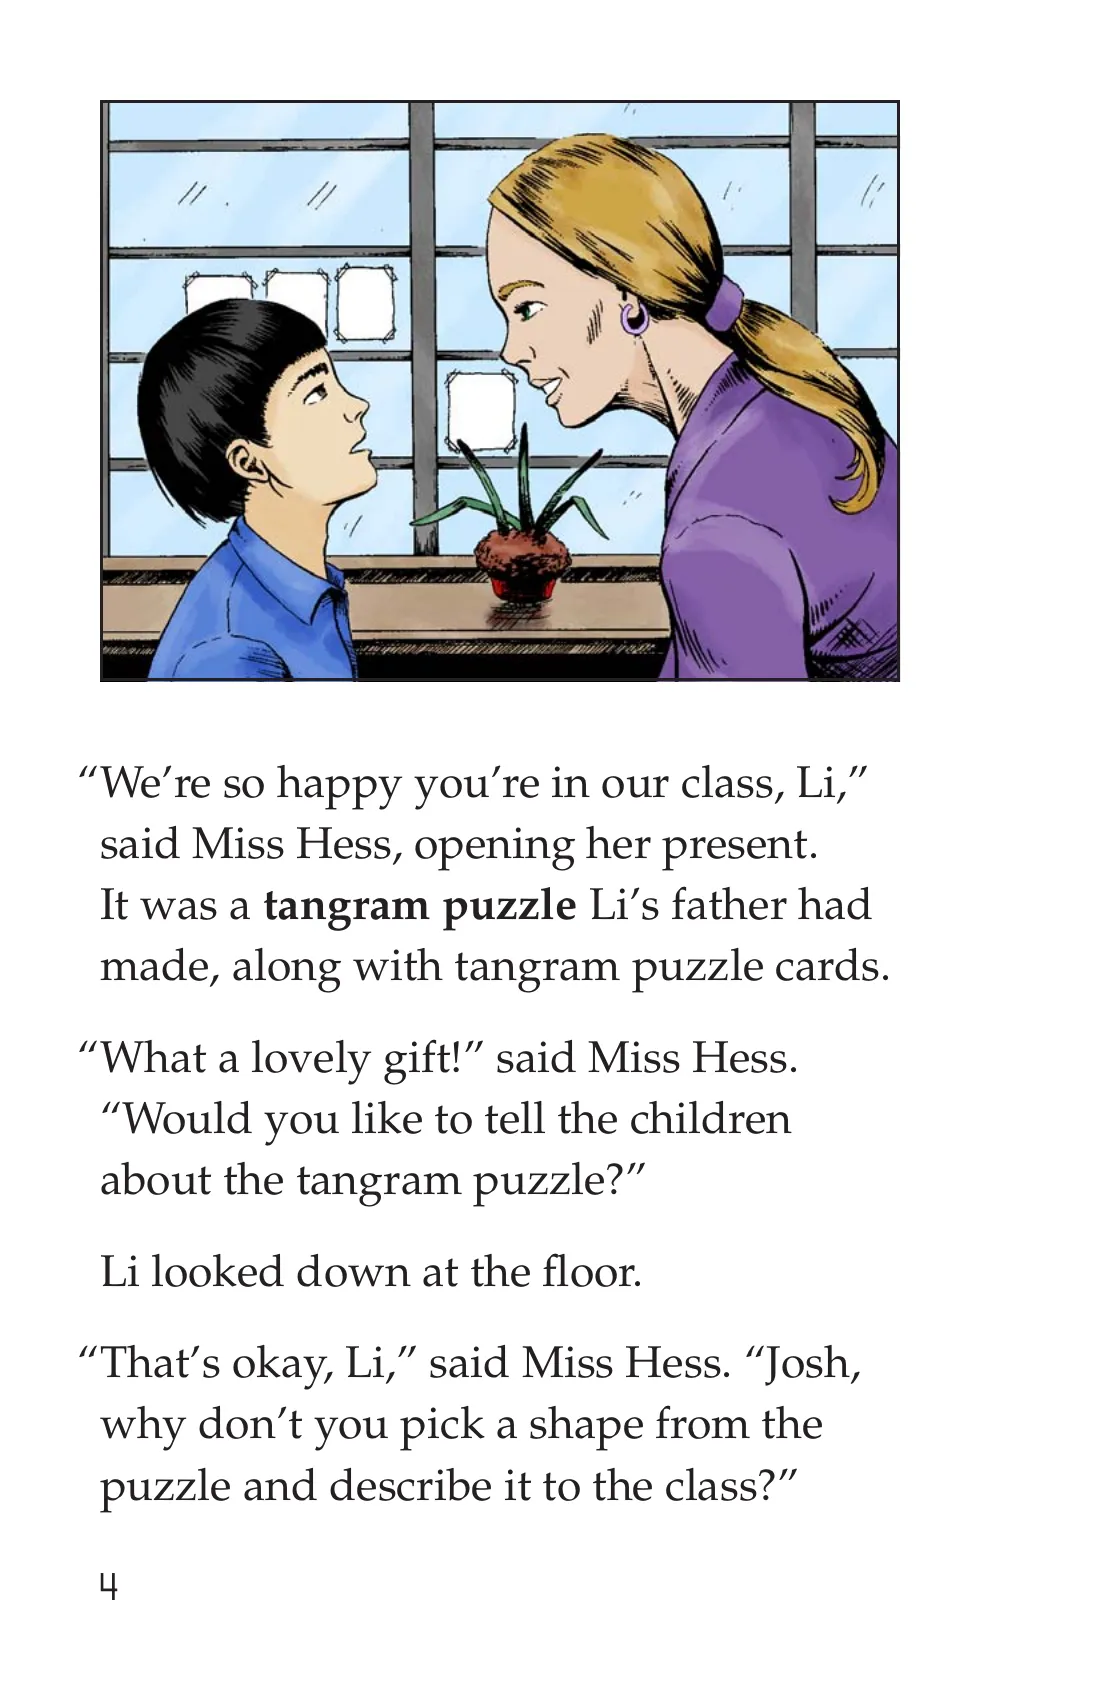 “We’re so happy you’re in our class, Li,”
said Miss Hess, opening her present.
It was a tangram puzzle Li’s father had
made, along with tangram puzzle cards.
“What a lovely gift!” said Miss Hess.
“Would you like to tell the children
about the tangram puzzle?”
Li looked down at the floor.
“That’s okay, Li,” said Miss Hess. “Josh,
why don’t you pick a shape from the
puzzle and describe it to the class?”
4